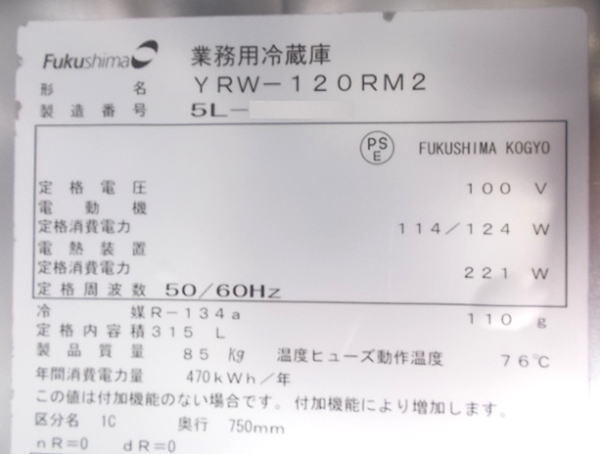 Fukushima 業務用冷蔵庫
形名 YRW-120RM2
製造番号 5L-
PS E FUKUSHIMA KOGYO
定格電圧 100 V
電動機
定格消費電力 114/124 W
電熱装置
定格消費電力 221 W
定格周波数 50/60Hz
冷媒 R-134a 110 g
定格内容積 315 L
製品質量 85 Kg 温度ヒューズ動作温度 76℃
年間消費電力量 470kWh/年
この値は付加機能のない場合です。付加機能により増加します。
区分名 1C 奥行 750mm
nR=0 dR=0